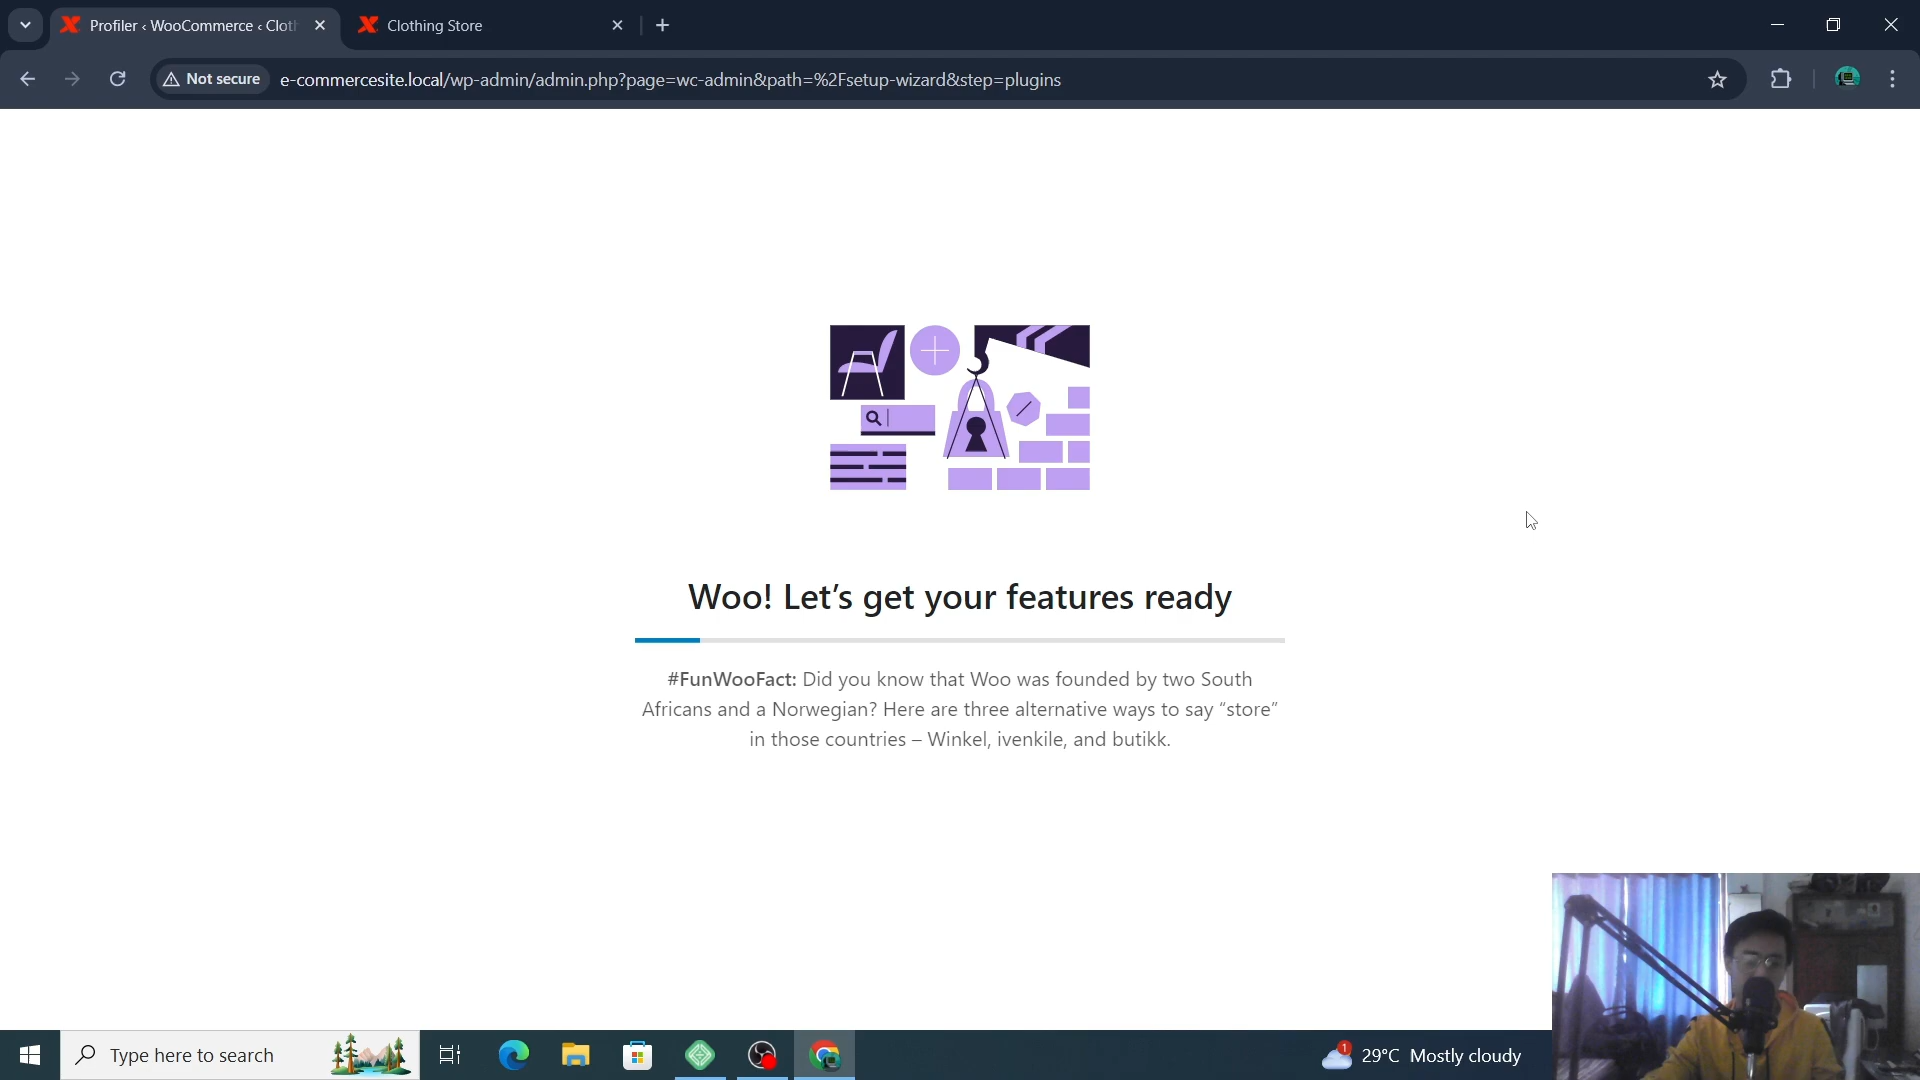 Profiler ‹ WooCommerce ‹ Clot
Clothing Store
Not secure
e-commercesite.local/wp-admin/admin.php?page=wc-admin&path=%2Fsetup-wizard&step=plugins
Woo! Let’s get your features ready
#FunWooFact: Did you know that Woo was founded by two South
Africans and a Norwegian? Here are three alternative ways to say “store”
in those countries – Winkel, ivenkile, and butikk.
Type here to search
1
29°C Mostly cloudy